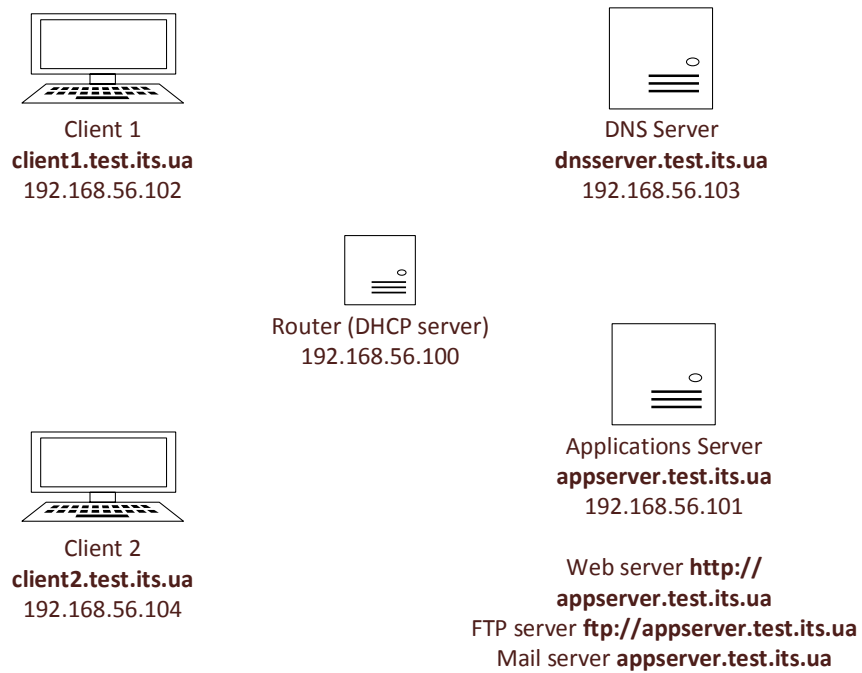 Client 1
client1.test.its.ua
192.168.56.102
DNS Server
dnsserver.test.its.ua
192.168.56.103
Router (DHCP server)
192.168.56.100
Applications Server
appserver.test.its.ua
192.168.56.101
Client 2
client2.test.its.ua
192.168.56.104
Web server http://
appserver.test.its.ua
FTP server ftp://appserver.test.its.ua
Mail server appserver.test.its.ua